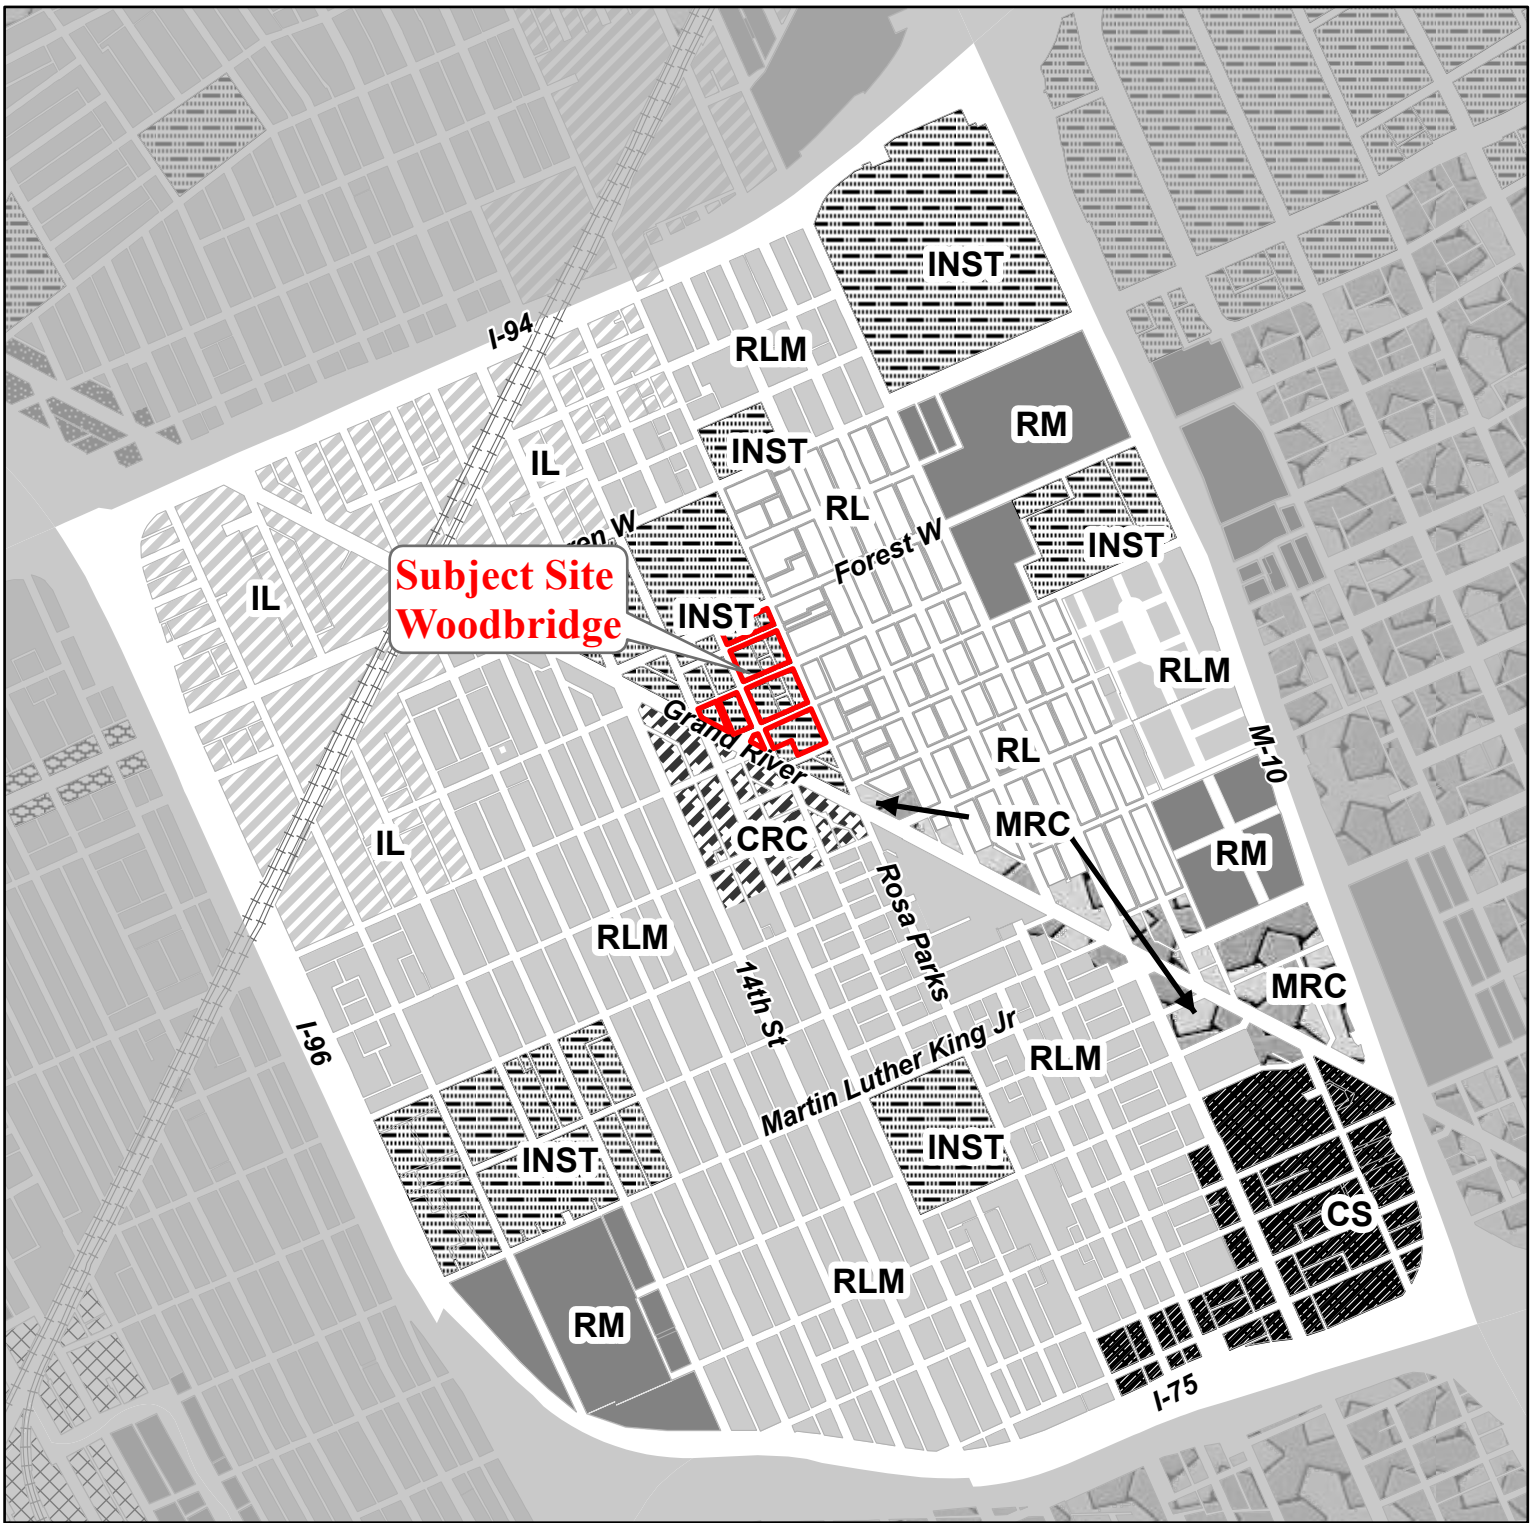 INST
I-94
RLM
RM
INST
IL
RL
Forest W
INST
Subject Site
Woodbridge
IL
INST
RLM
Grand River
M-10
RL
MRC
CRC
IL
RM
Rosa Parks
RLM
14th St
MRC
I-96
Martin Luther King Jr
RLM
INST
INST
CS
RLM
RM
I-75